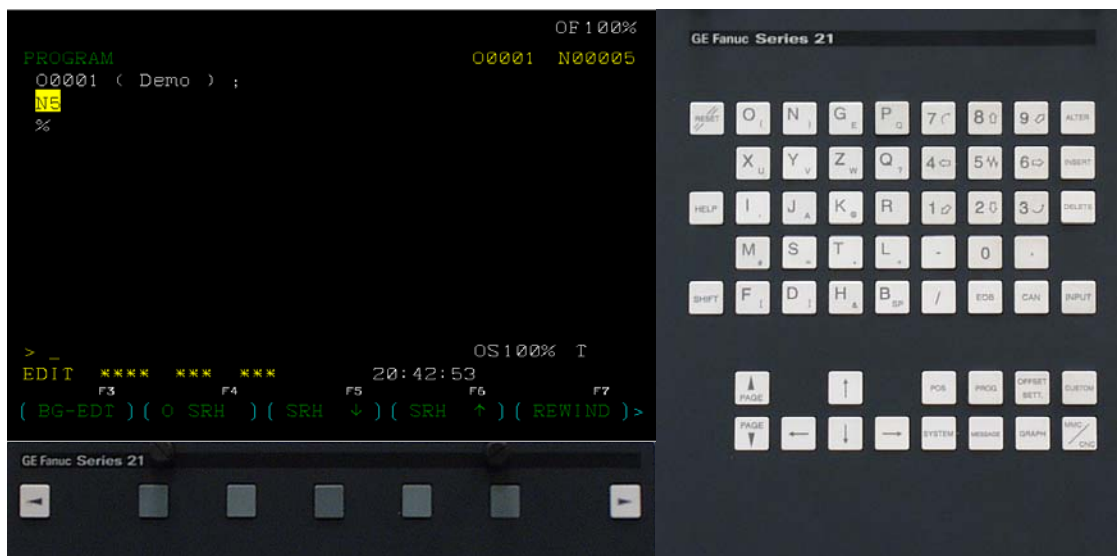 OF100%
PROGRAM O0001 N00005
O0001 ( Demo ) ;
N5
%
> _ OS100% T
EDIT **** *** *** 20:42:53
F3 F4 F5 F6 F7
( BG-EDT ) ( O SRH ) ( SRH ↓ ) ( SRH ↑ ) ( REWIND ) >
GE Fanuc Series 21
GE Fanuc Series 21
RESET O ( N ) G E P Q 7 8 9 ALTER
X U Y V Z W Q ? 4 5 6 INSERT
HELP I , J A K @ R 1 2 3 DELETE
M # S = T L + - 0 .
SHIFT F [ D ] H & B SP / EOB CAN INPUT
PAGE ↑ POS PROG OFFSET SETT. CUSTOM
PAGE ← ↓ → SYSTEM MESSAGE GRAPH MMC/CNC